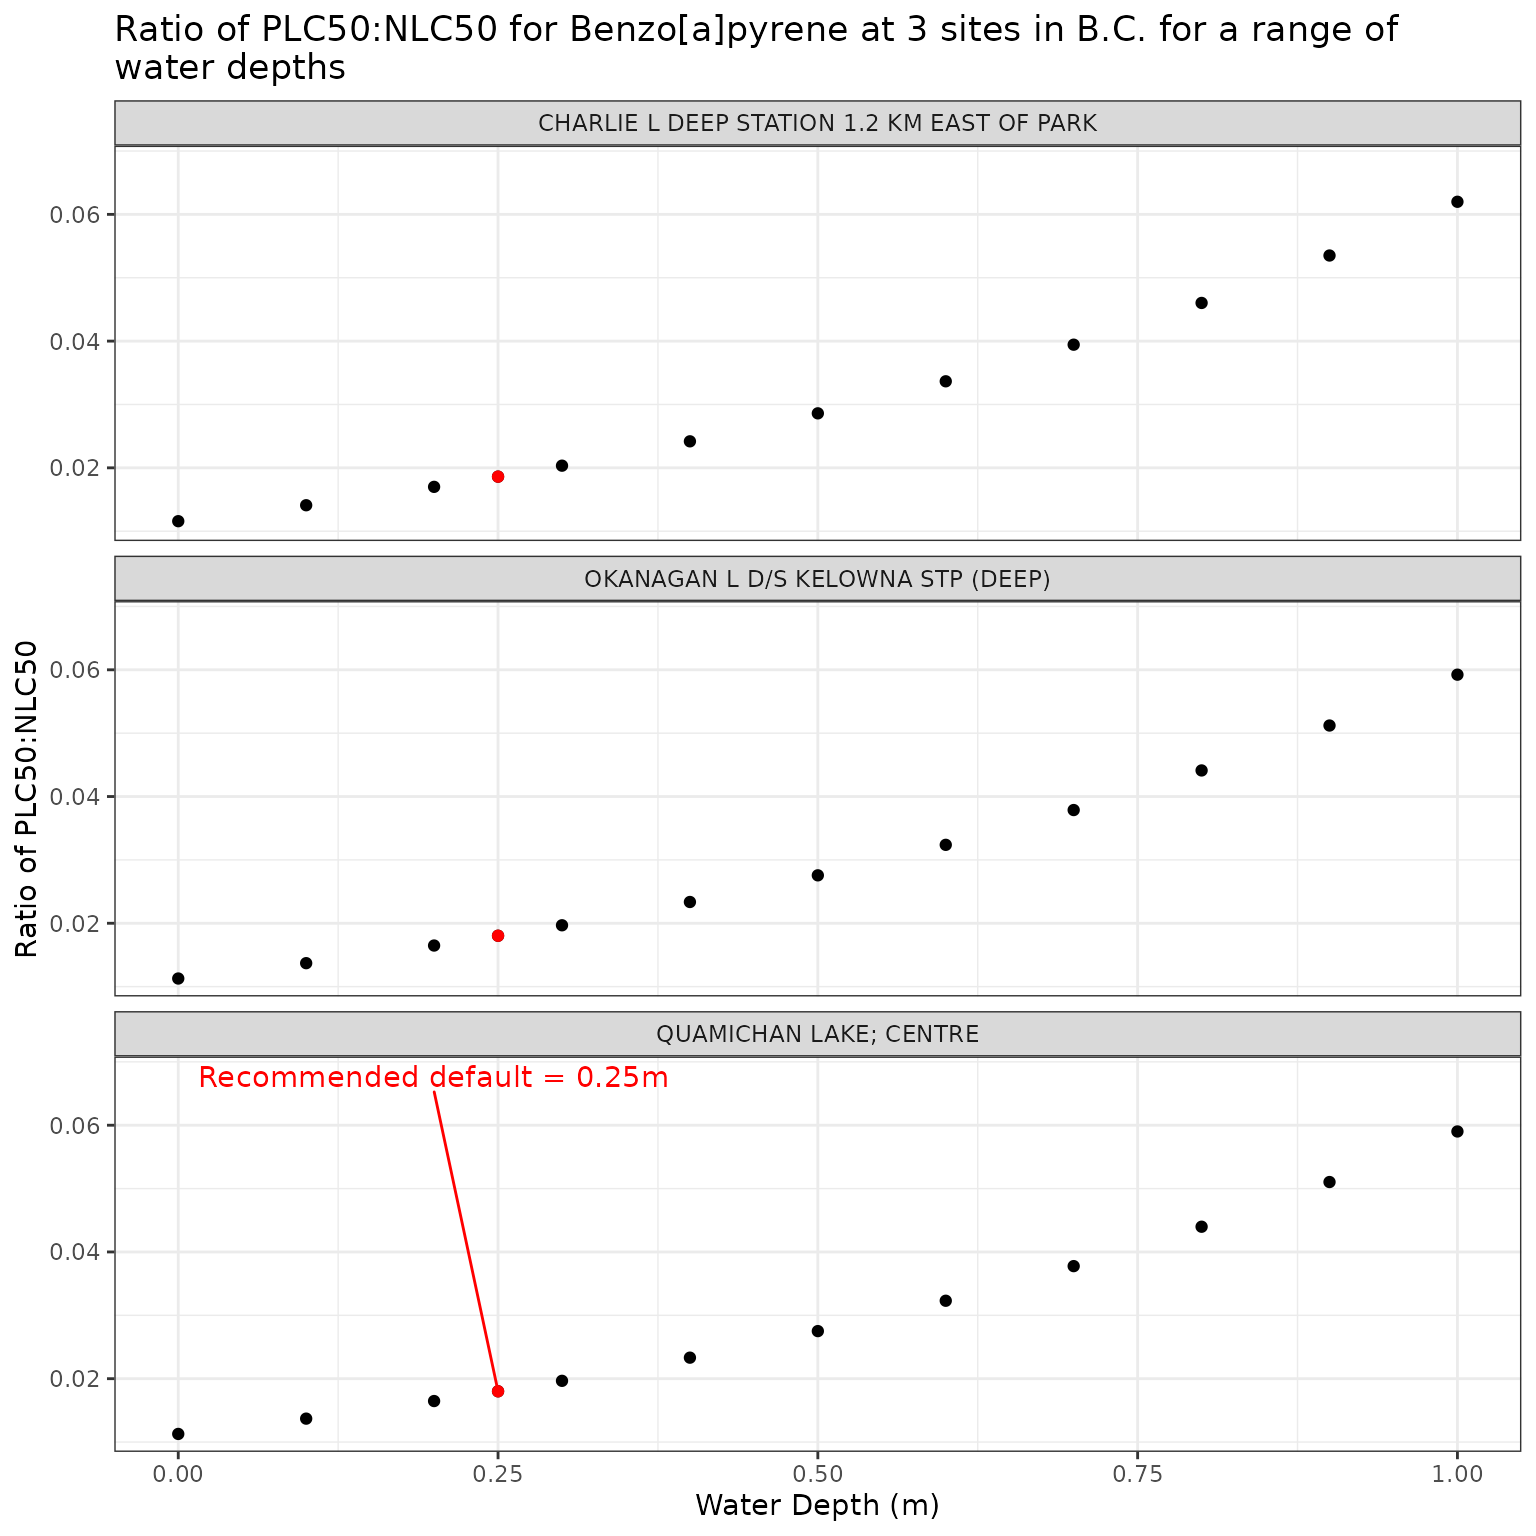 Ratio of PLC50:NLC50 for Benzo[a]pyrene at 3 sites in B.C. for a range of
water depths
CHARLIE L DEEP STATION 1.2 KM EAST OF PARK
0.06
0.04
0.02
OKANAGAN L D/S KELOWNA STP (DEEP)
0.06
0.04
0.02
Ratio of PLC50:NLC50
QUAMICHAN LAKE; CENTRE
Recommended default = 0.25m
0.06
0.04
0.02
0.00 0.25 0.50 0.75 1.00
Water Depth (m)